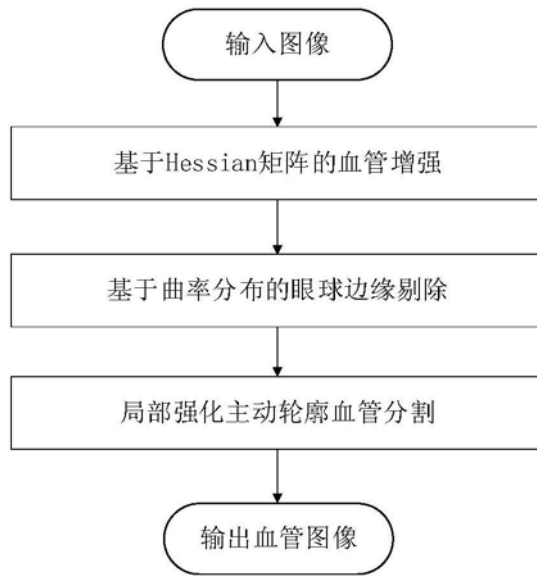 输入图像
基于Hessian矩阵的血管增强
基于曲率分布的眼球边缘剔除
局部强化主动轮廓血管分割
输出血管图像